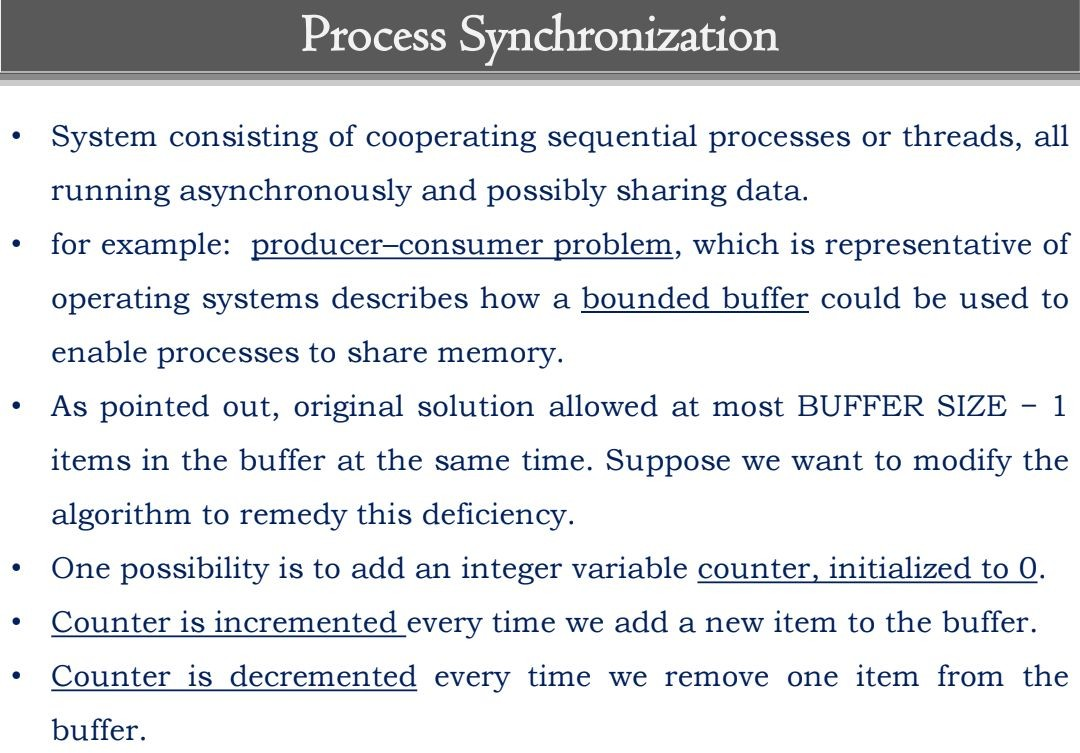 Process Synchronization
• System consisting of cooperating sequential processes or threads, all
running asynchronously and possibly sharing data.
• for example: producer–consumer problem, which is representative of
operating systems describes how a bounded buffer could be used to
enable processes to share memory.
• As pointed out, original solution allowed at most BUFFER SIZE − 1
items in the buffer at the same time. Suppose we want to modify the
algorithm to remedy this deficiency.
• One possibility is to add an integer variable counter, initialized to 0.
• Counter is incremented every time we add a new item to the buffer.
• Counter is decremented every time we remove one item from the
buffer.